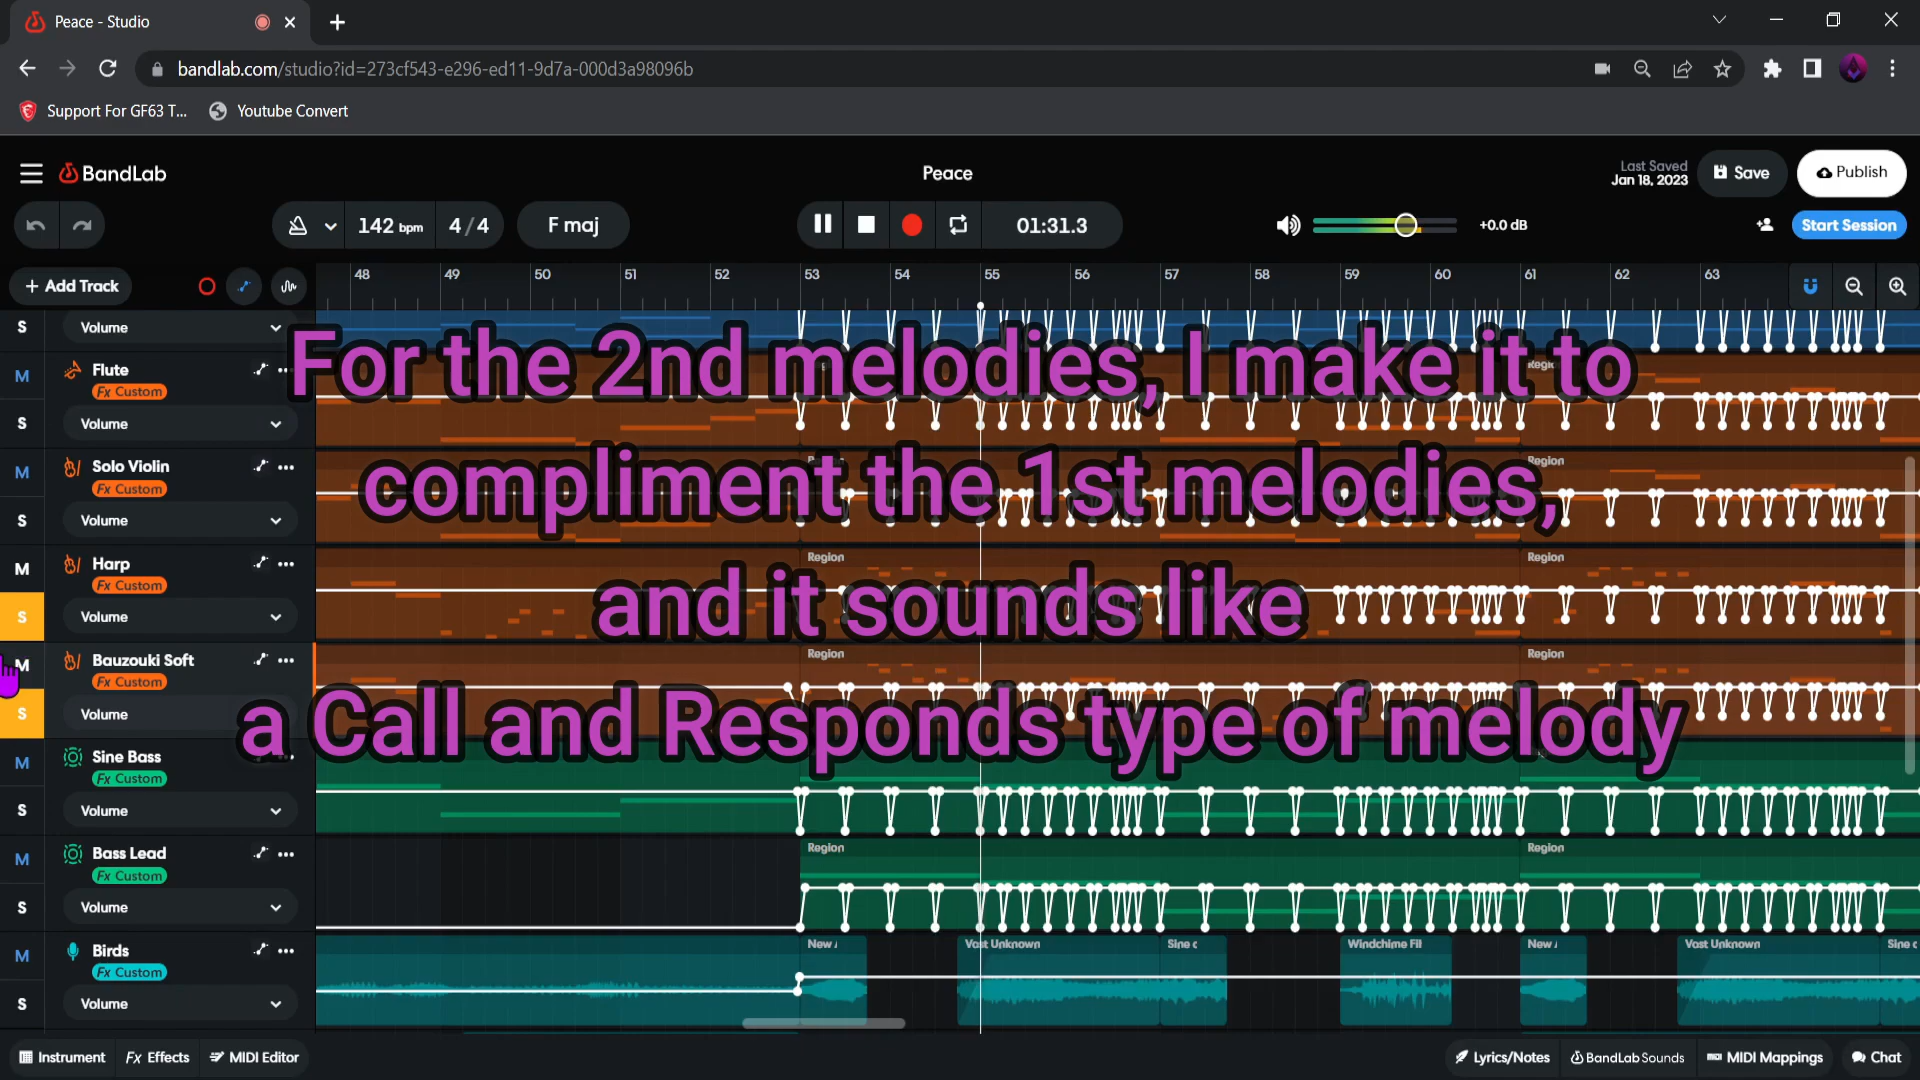 Peace - Studio
bandlab.com/studio?id=273cf543-e296-ed11-9d7a-000d3a98096b
Support For GF63 T... Youtube Convert
BandLab
Peace
Last Saved
Jan 18, 2023
Save
Publish
142 bpm 4/4 F maj 01:31.3 +0.0 dB
Start Session
+ Add Track
48 49 50 51 52 53 54 55 56 57 58 59 60 61 62 63
S Volume
M Flute
Fx Custom
S Volume
M Solo Violin
Fx Custom
S Volume
Region
M Harp
Fx Custom
S Volume
Region Region
M Bauzouki Soft
Fx Custom
S Volume
Region Region
M Sine Bass
Fx Custom
S Volume
M Bass Lead
Fx Custom
S Volume
Region Region
M Birds
Fx Custom
S Volume
New Vast Unknown Sine c Windchime Fill New Vast Unknown Sine c
For the 2nd melodies, I make it to
compliment the 1st melodies,
and it sounds like
a Call and Responds type of melody
Instrument Fx Effects MIDI Editor Lyrics/Notes BandLab Sounds MIDI Mappings Chat